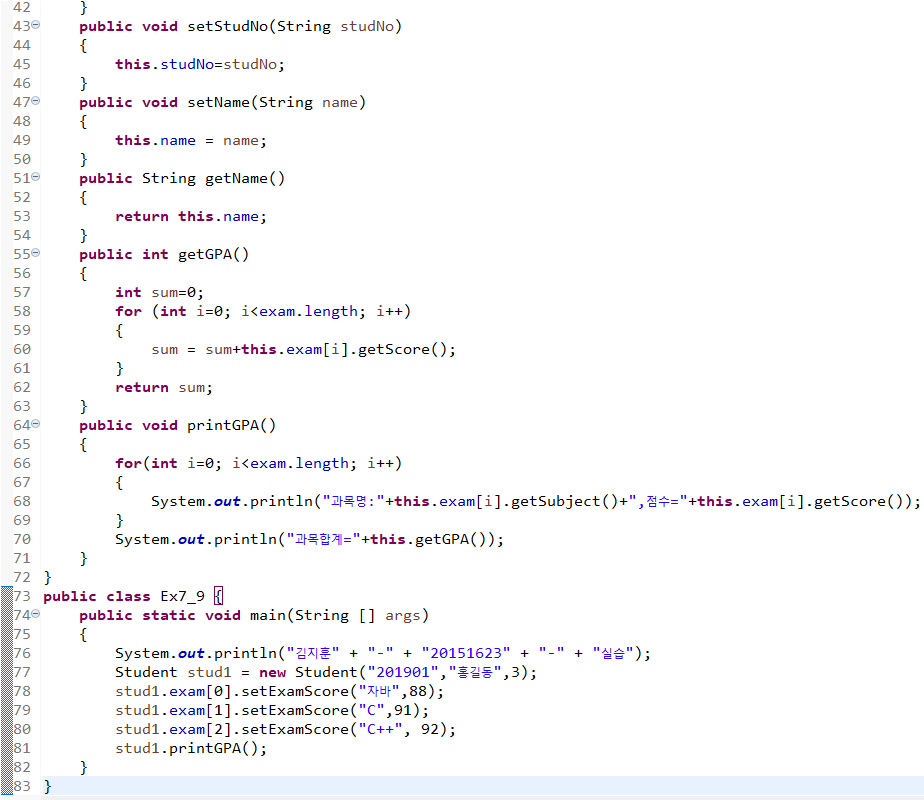 42     }
43     public void setStudNo(String studNo)
44     {
45         this.studNo=studNo;
46     }
47     public void setName(String name)
48     {
49         this.name = name;
50     }
51     public String getName()
52     {
53         return this.name;
54     }
55     public int getGPA()
56     {
57         int sum=0;
58         for (int i=0; i<exam.length; i++)
59         {
60             sum = sum+this.exam[i].getScore();
61         }
62         return sum;
63     }
64     public void printGPA()
65     {
66         for(int i=0; i<exam.length; i++)
67         {
68             System.out.println("과목명:"+this.exam[i].getSubject()+",점수="+this.exam[i].getScore());
69         }
70         System.out.println("과목합계="+this.getGPA());
71     }
72 }
73 public class Ex7_9 {
74     public static void main(String [] args)
75     {
76         System.out.println("김지훈" + "-" + "20151623" + "-" + "실습");
77         Student stud1 = new Student("201901","홍길동",3);
78         stud1.exam[0].setExamScore("자바",88);
79         stud1.exam[1].setExamScore("C",91);
80         stud1.exam[2].setExamScore("C++", 92);
81         stud1.printGPA();
82     }
83 }